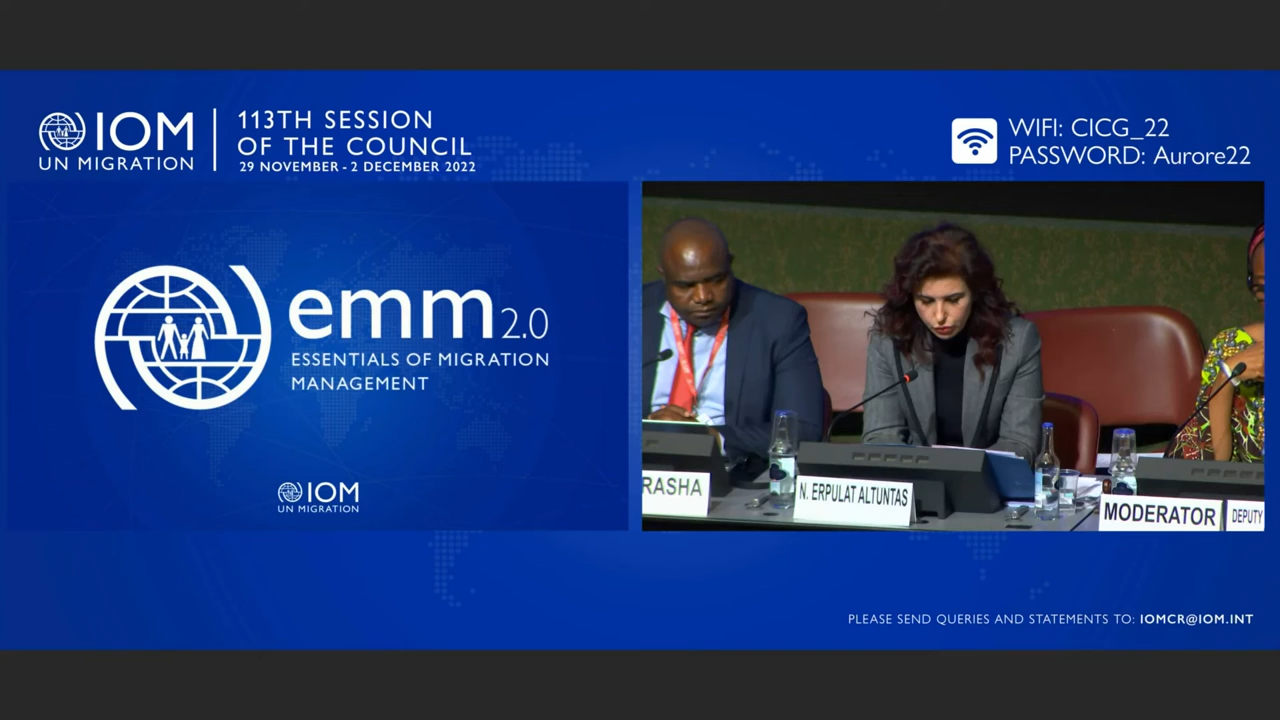 IOM
UN MIGRATION
113TH SESSION
OF THE COUNCIL
29 NOVEMBER - 2 DECEMBER 2022
WIFI: CICG_22
PASSWORD: Aurore22
emm 2.0
ESSENTIALS OF MIGRATION
MANAGEMENT
IOM
UN MIGRATION
RASHA
N. ERPULAT ALTUNTAS
MODERATOR
DEPUTY
PLEASE SEND QUERIES AND STATEMENTS TO: IOMCR@IOM.INT